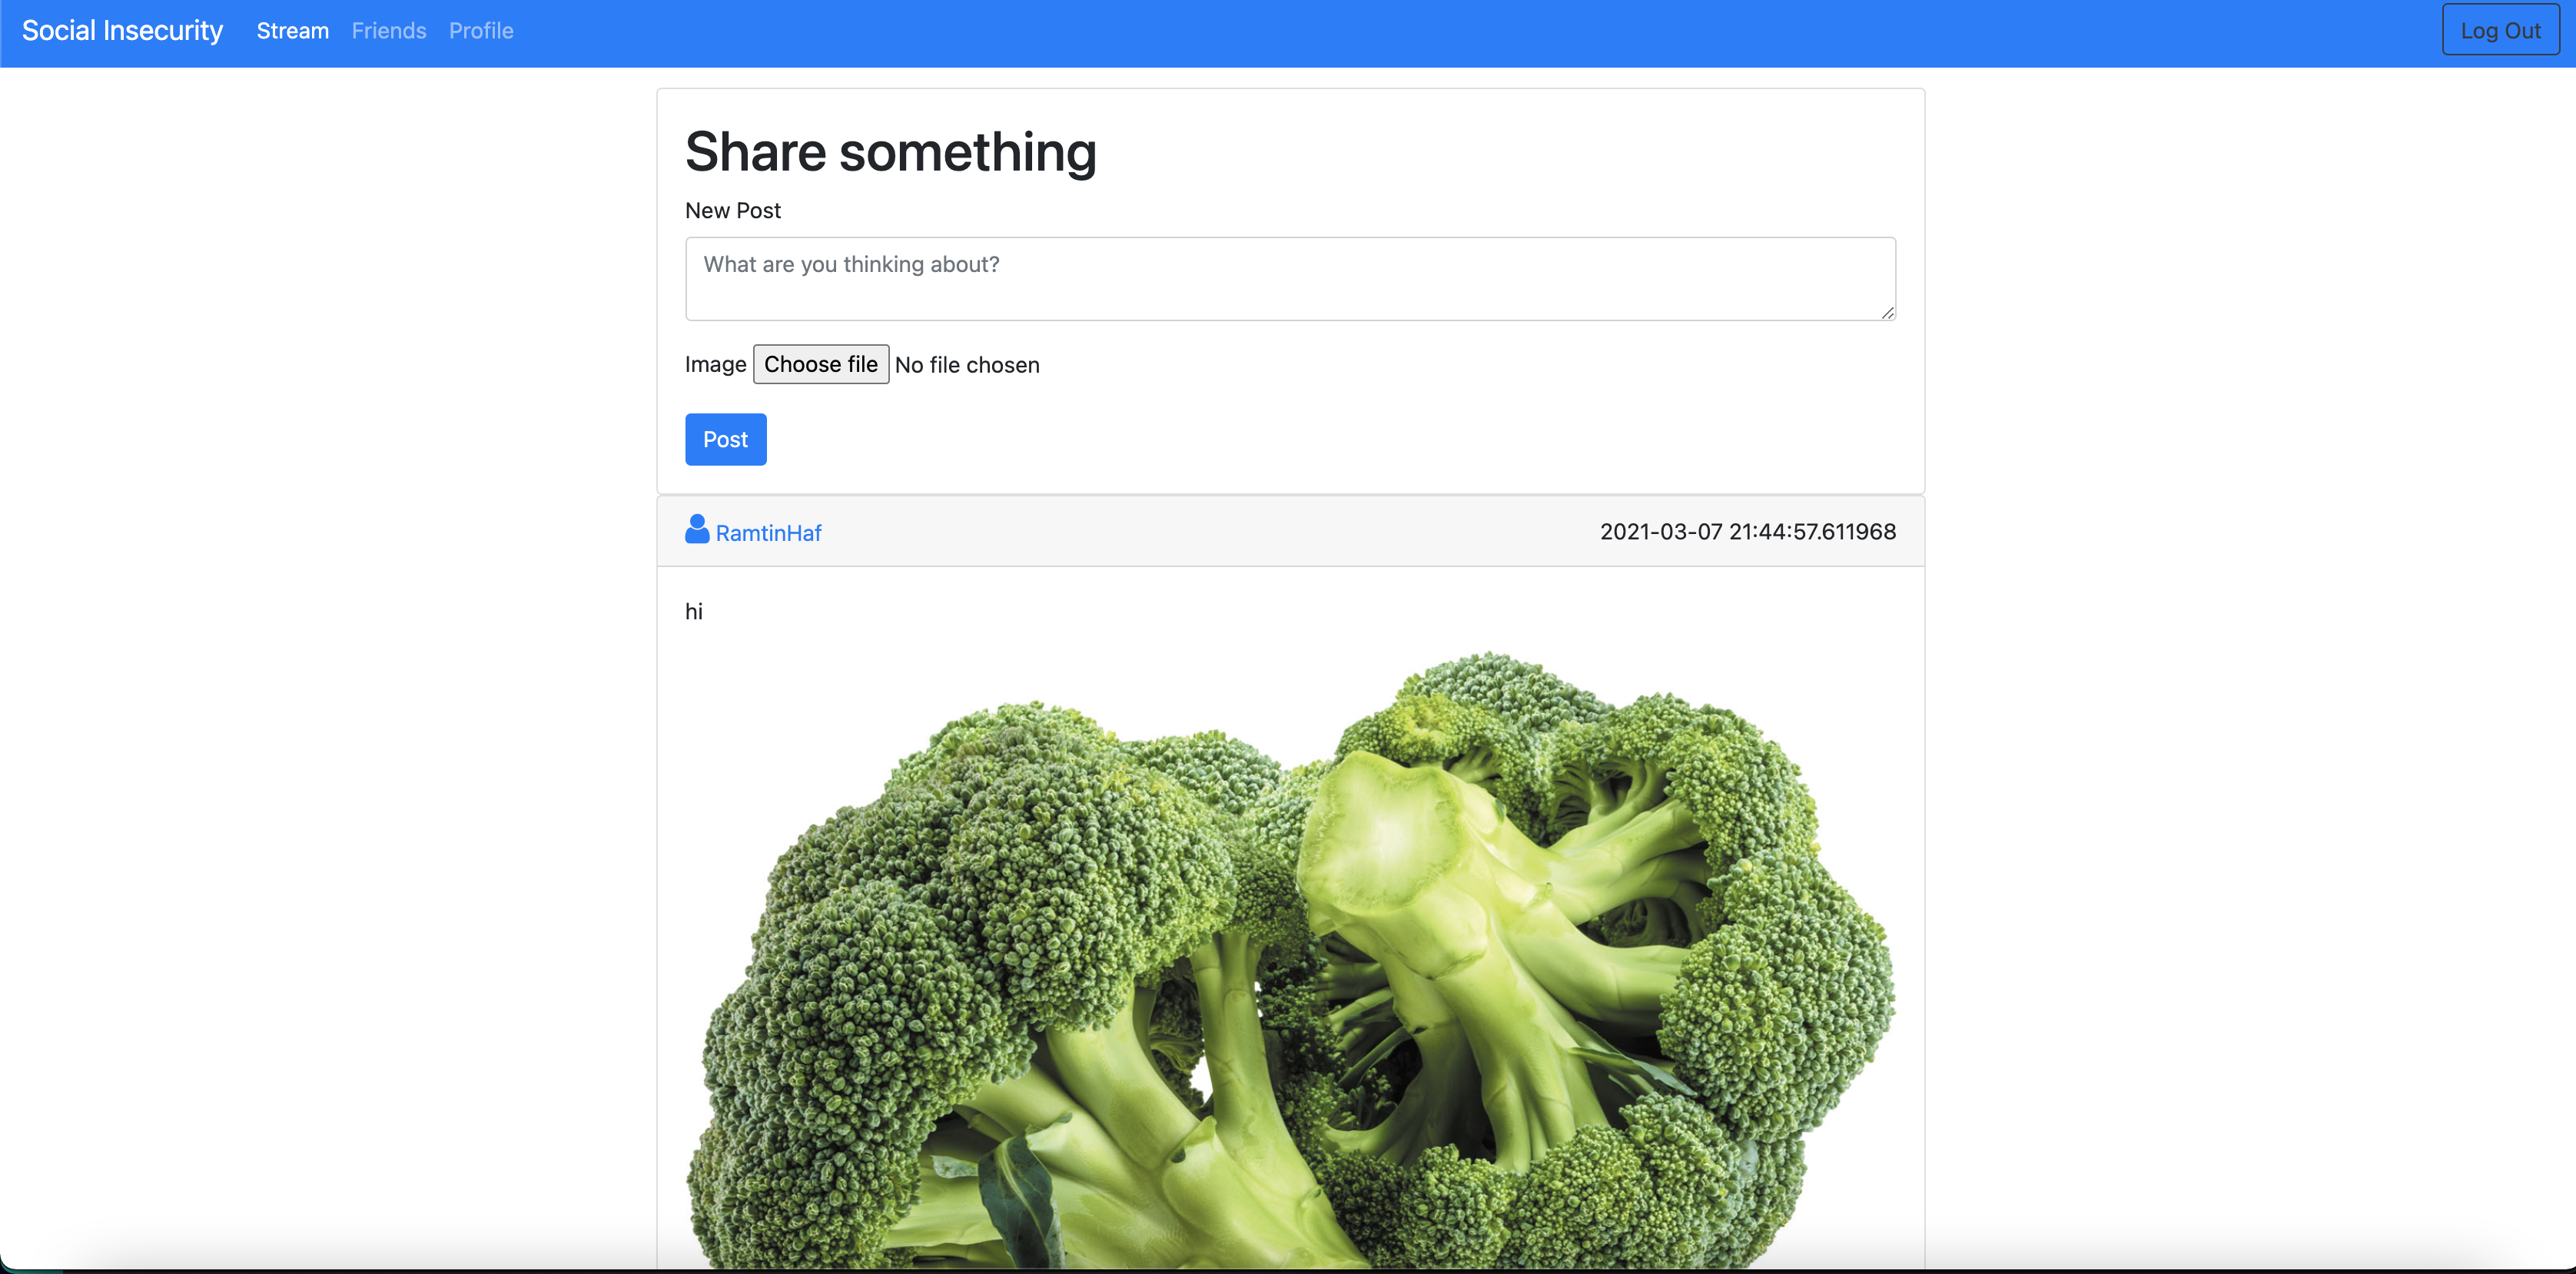 Social Insecurity Stream Friends Profile Log Out
Share something
New Post
What are you thinking about?
Image Choose file No file chosen
Post
RamtinHaf 2021-03-07 21:44:57.611968
hi